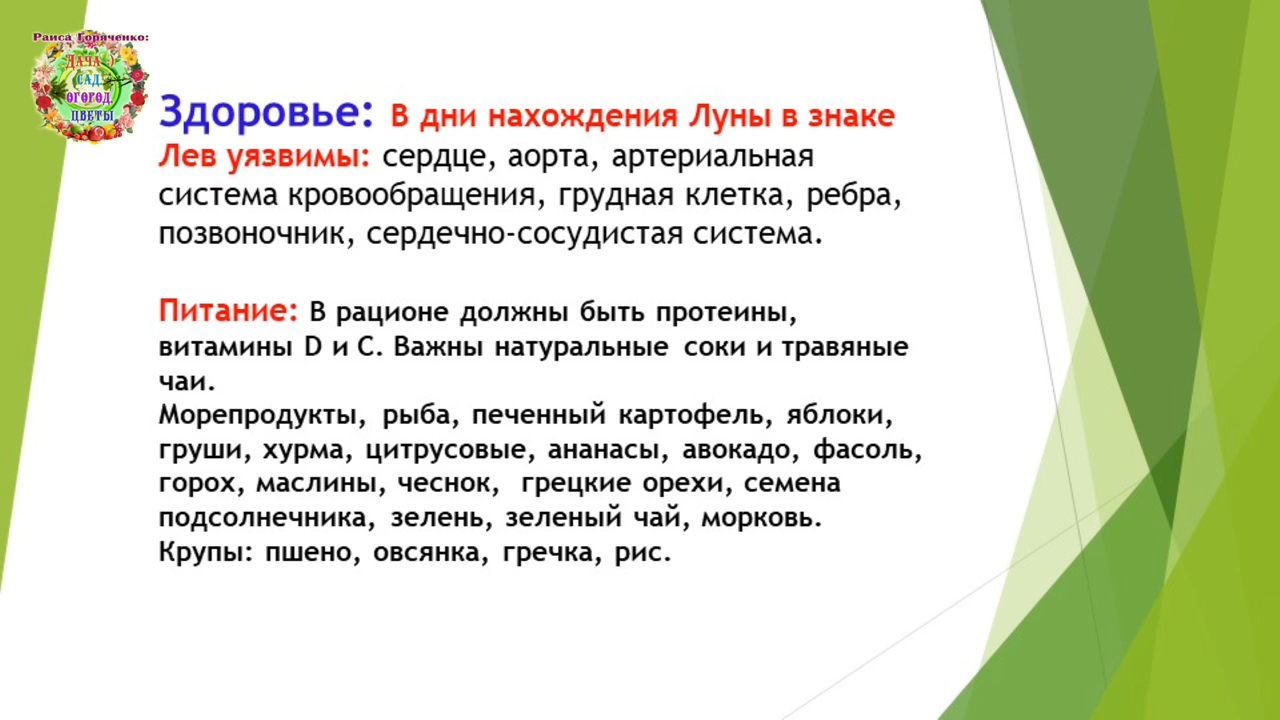 Раиса Горяченко:
ДАЧА
САД,
ОГОРОД,
ЦВЕТЫ
Здоровье: В дни нахождения Луны в знаке
Лев уязвимы: сердце, аорта, артериальная
система кровообращения, грудная клетка, ребра,
позвоночник, сердечно-сосудистая система.
Питание: В рационе должны быть протеины,
витамины D и С. Важны натуральные соки и травяные
чаи.
Морепродукты, рыба, печенный картофель, яблоки,
груши, хурма, цитрусовые, ананасы, авокадо, фасоль,
горох, маслины, чеснок, грецкие орехи, семена
подсолнечника, зелень, зеленый чай, морковь.
Крупы: пшено, овсянка, гречка, рис.